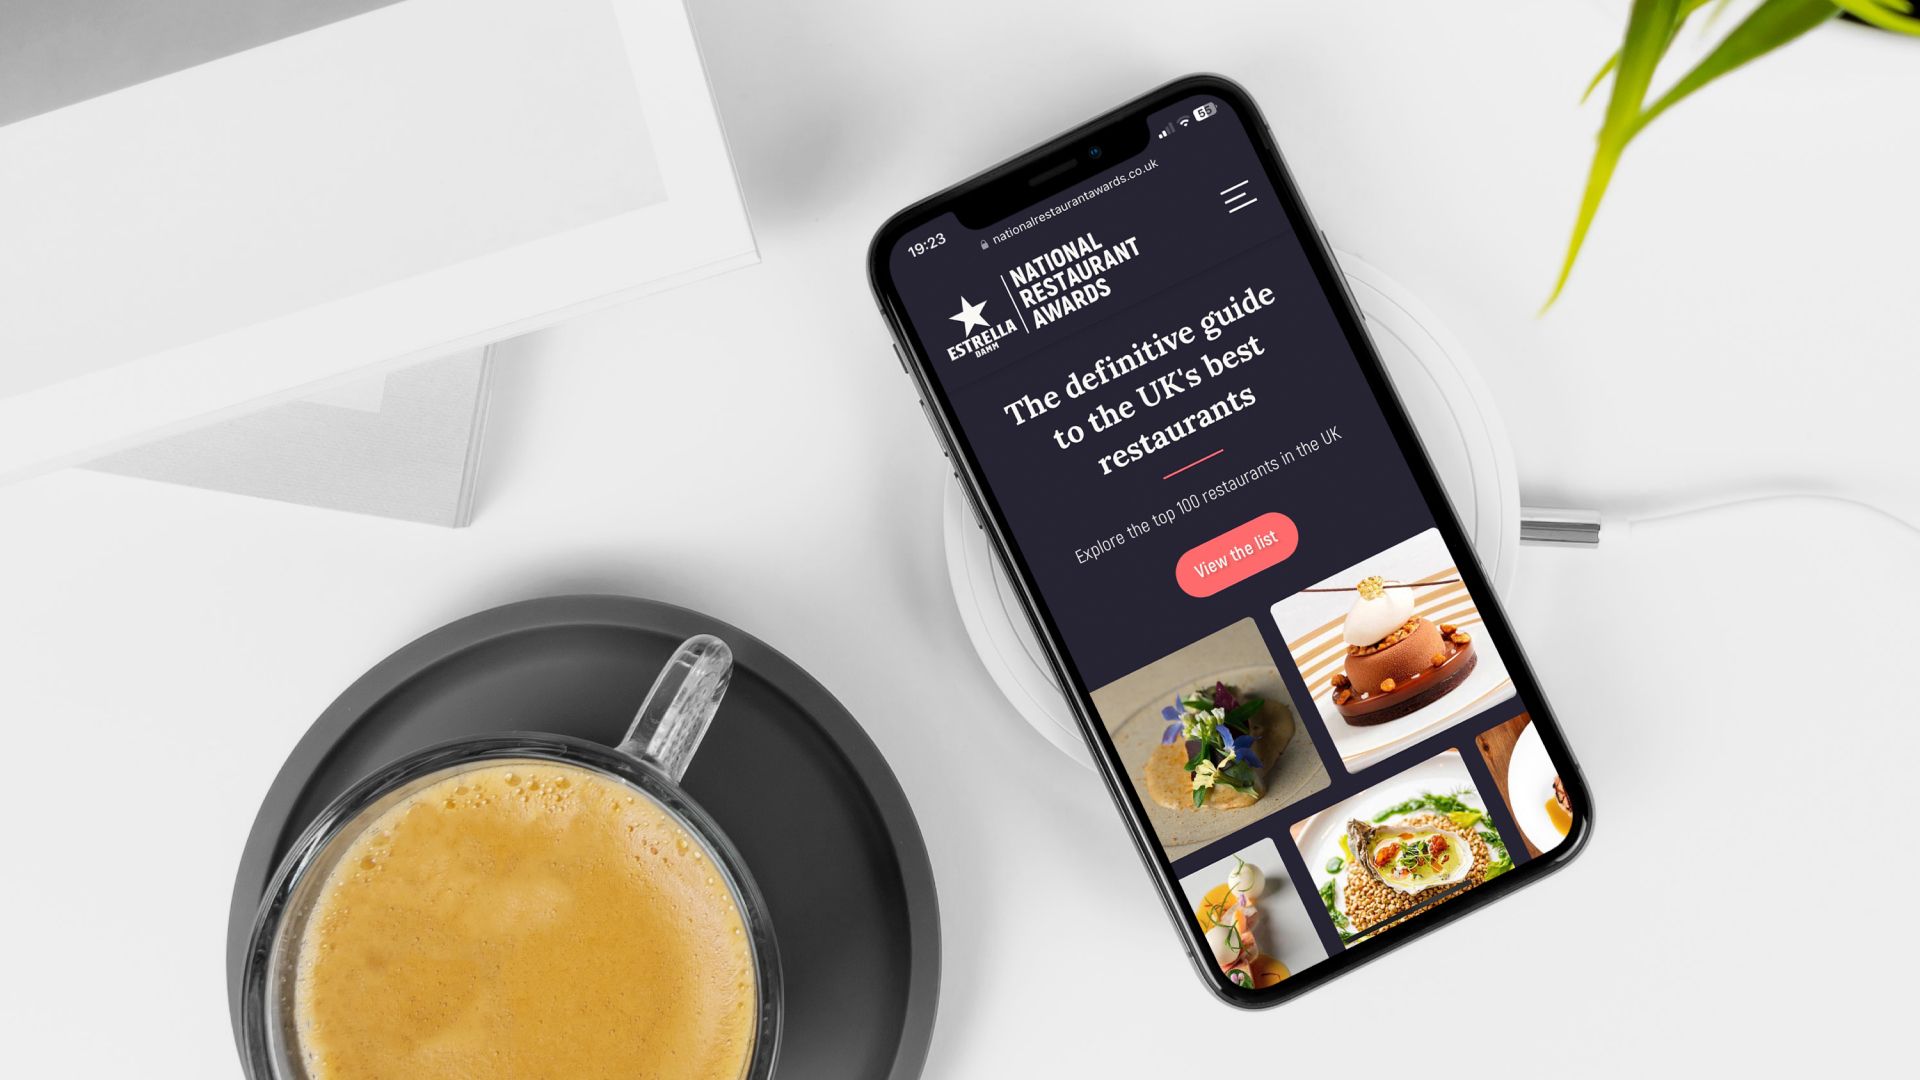 19:23
nationalrestaurantawards.co.uk
55
ESTRELLA
DAMM
NATIONAL
RESTAURANT
AWARDS
The definitive guide
to the UK's best
restaurants
Explore the top 100 restaurants in the UK
View the list